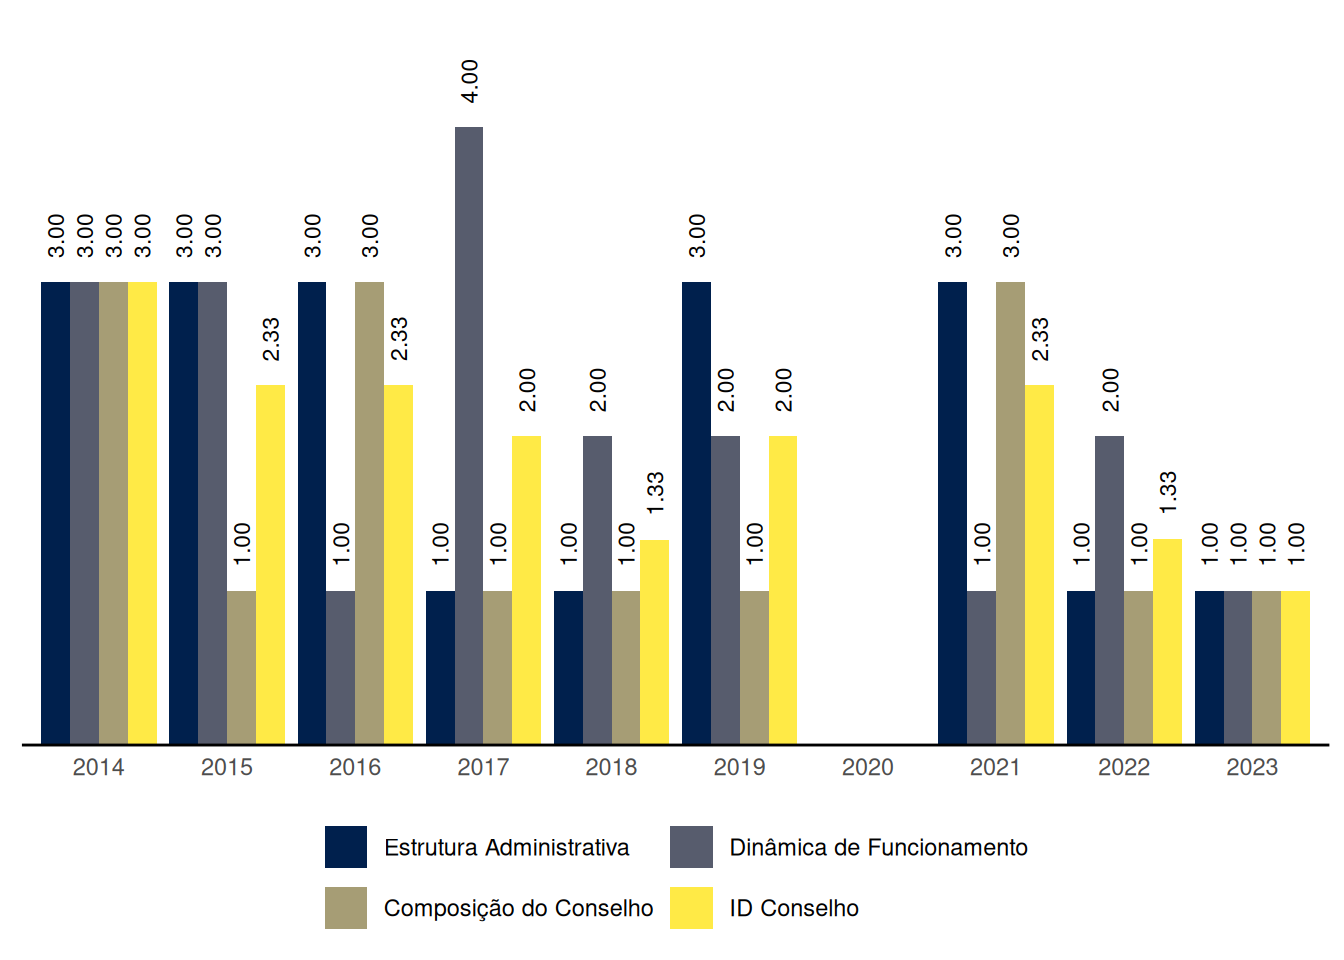 4.00
3.00 3.00 3.00 3.00 3.00 3.00 3.00 3.00 3.00 3.00 3.00
2.33 2.33 2.33
2.00 2.00 2.00 2.00 2.00
1.33 1.33
1.00 1.00 1.00 1.00 1.00 1.00 1.00 1.00 1.00 1.00 1.00 1.00 1.00 1.00
2014 2015 2016 2017 2018 2019 2020 2021 2022 2023
Estrutura Administrativa Dinâmica de Funcionamento
Composição do Conselho ID Conselho